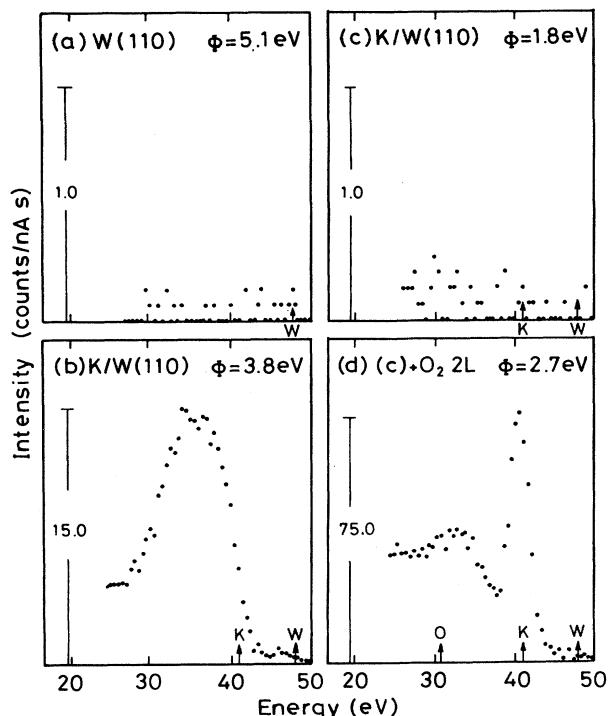 (a) W(110) Φ=5.1eV
1.0
W
(c) K/W(110) Φ=1.8eV
1.0
K W
(b) K/W(110) Φ=3.8eV
15.0
K W
(d) (c)+O₂ 2L Φ=2.7eV
75.0
O K W
20 30 40 50
20 30 40 50
Energy (eV)
Intensity (counts/nA s)